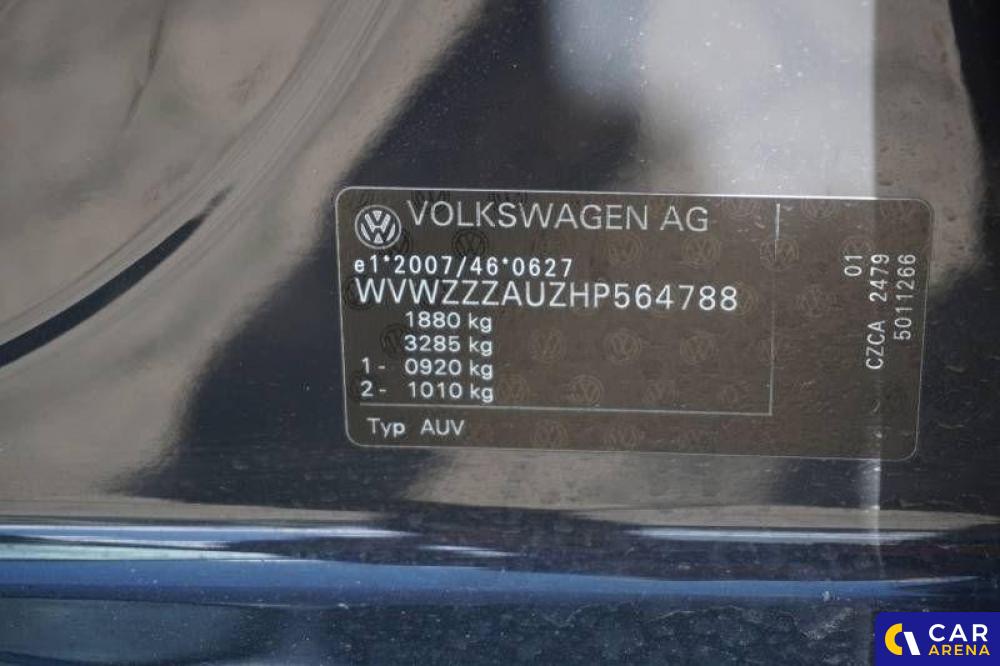 VOLKSWAGEN AG
e1*2007/46*0627
WVWZZZAUZHP564788
1880 kg
3285 kg
1- 0920 kg
2- 1010 kg
Typ AUV
01
CZCA 2479
5011266
CAR
ARENA